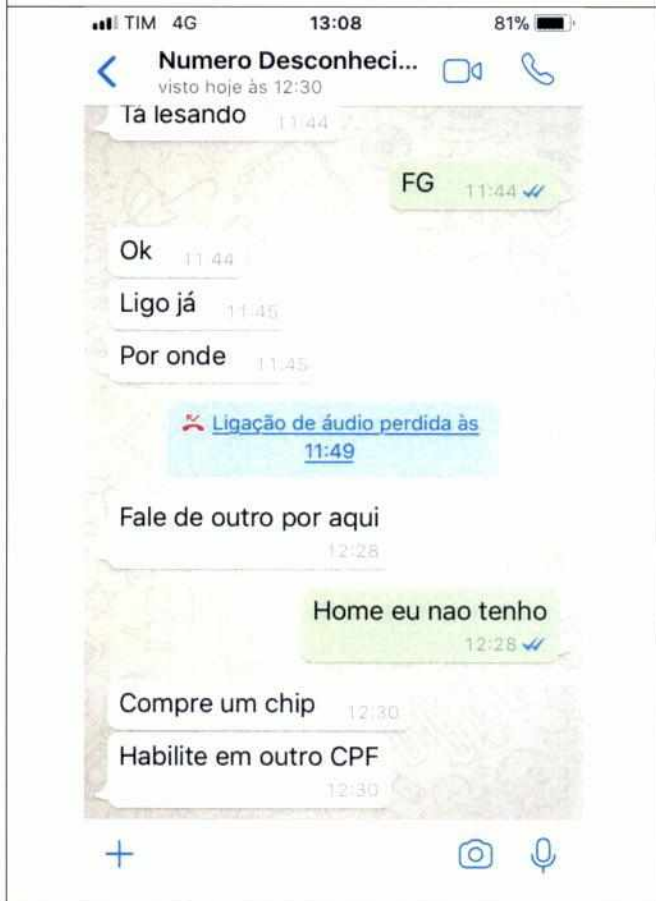 TIM 4G 13:08 81%
Numero Desconheci...
visto hoje às 12:30
Tá lesando 11:44
FG 11:44
Ok 11:44
Ligo já 11:45
Por onde 11:45
Ligação de áudio perdida às
11:49
Fale de outro por aqui
12:28
Home eu nao tenho
12:28
Compre um chip 12:30
Habilite em outro CPF
12:30